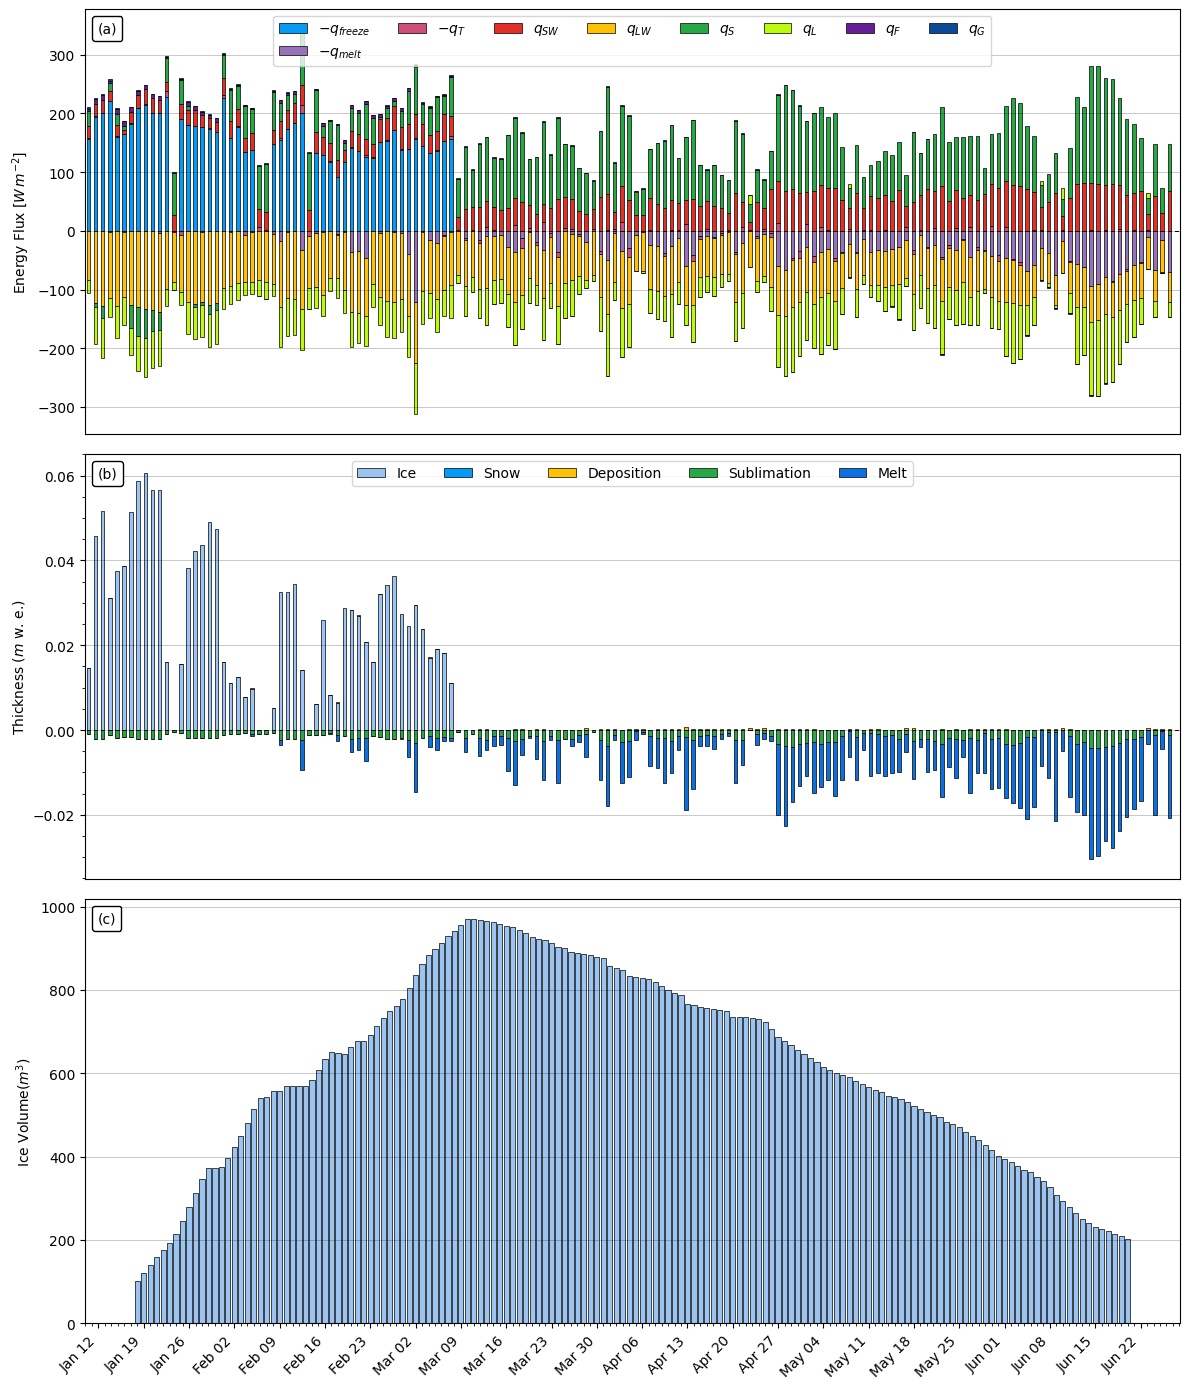 (a)
−q_freeze −q_T q_SW q_LW q_S q_L q_F q_G
−q_melt
Energy Flux [W m⁻²]
300
200
100
0
−100
−200
−300
(b)
Ice Snow Deposition Sublimation Melt
Thickness (m w. e.)
0.06
0.04
0.02
0.00
−0.02
(c)
Ice Volume(m³)
1000
800
600
400
200
0
Jan 12 Jan 19 Jan 26 Feb 02 Feb 09 Feb 16 Feb 23 Mar 02 Mar 09 Mar 16 Mar 23 Mar 30 Apr 06 Apr 13 Apr 20 Apr 27 May 04 May 11 May 18 May 25 Jun 01 Jun 08 Jun 15 Jun 22